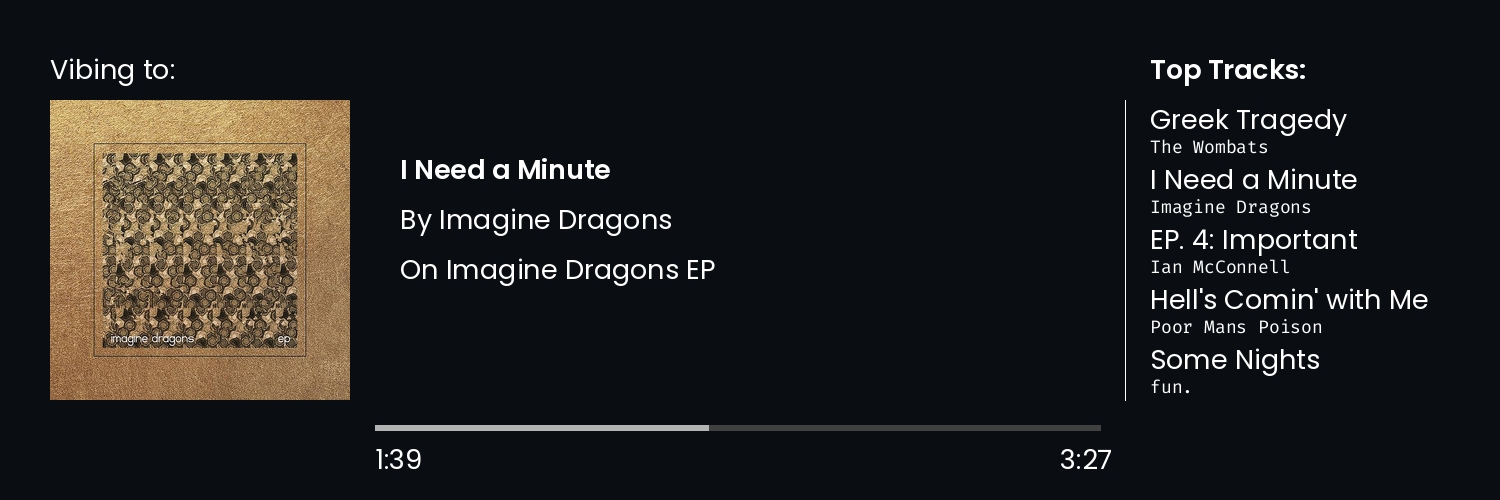 Vibing to:
imagine dragons ep
I Need a Minute
By Imagine Dragons
On Imagine Dragons EP
1:39
3:27
Top Tracks:
Greek Tragedy
The Wombats
I Need a Minute
Imagine Dragons
EP. 4: Important
Ian McConnell
Hell's Comin' with Me
Poor Mans Poison
Some Nights
fun.